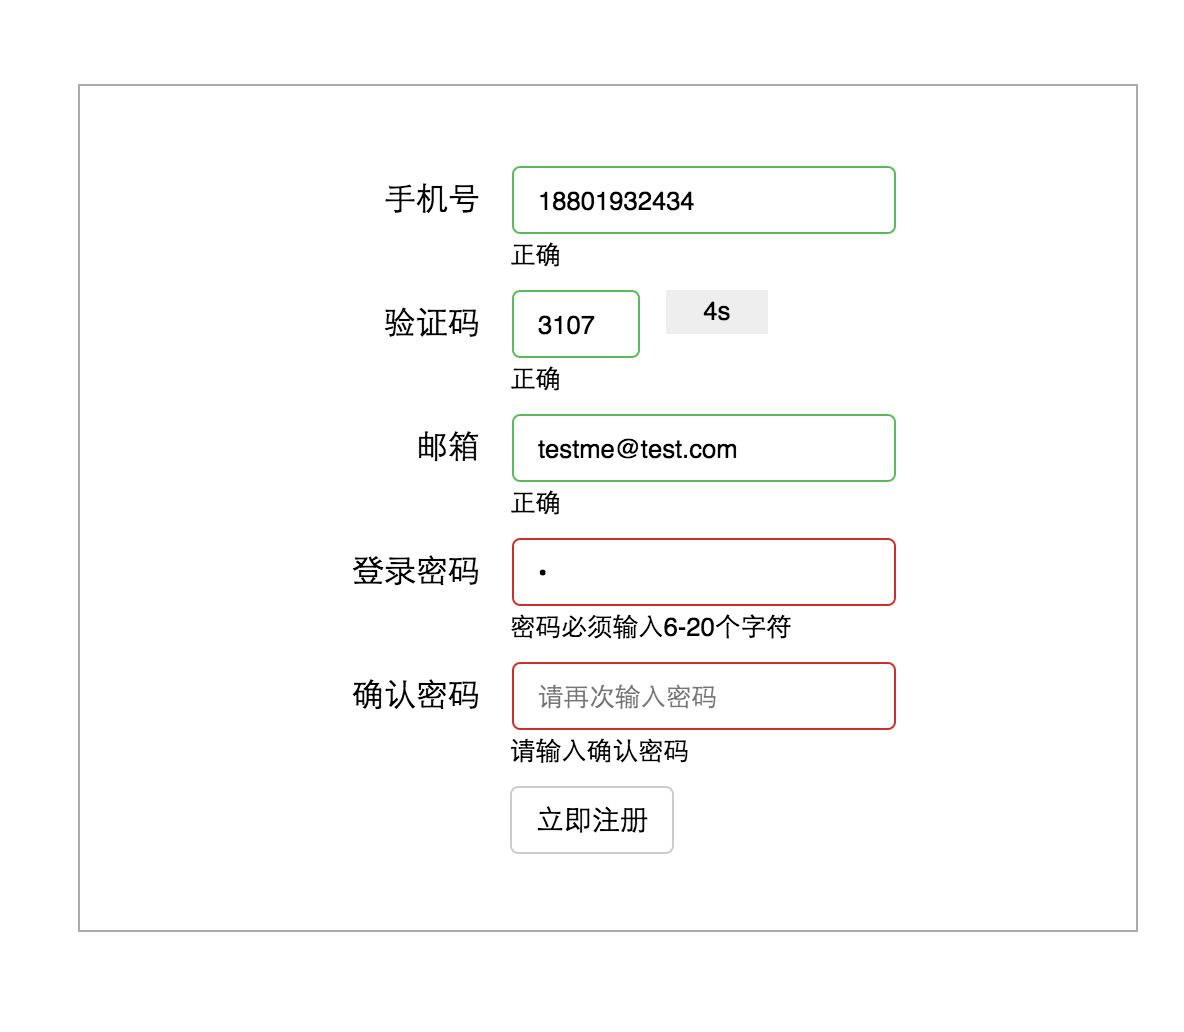 手机号 18801932434
正确
验证码 3107 4s
正确
邮箱 testme@test.com
正确
登录密码 •
密码必须输入6-20个字符
确认密码 请再次输入密码
请输入确认密码
立即注册